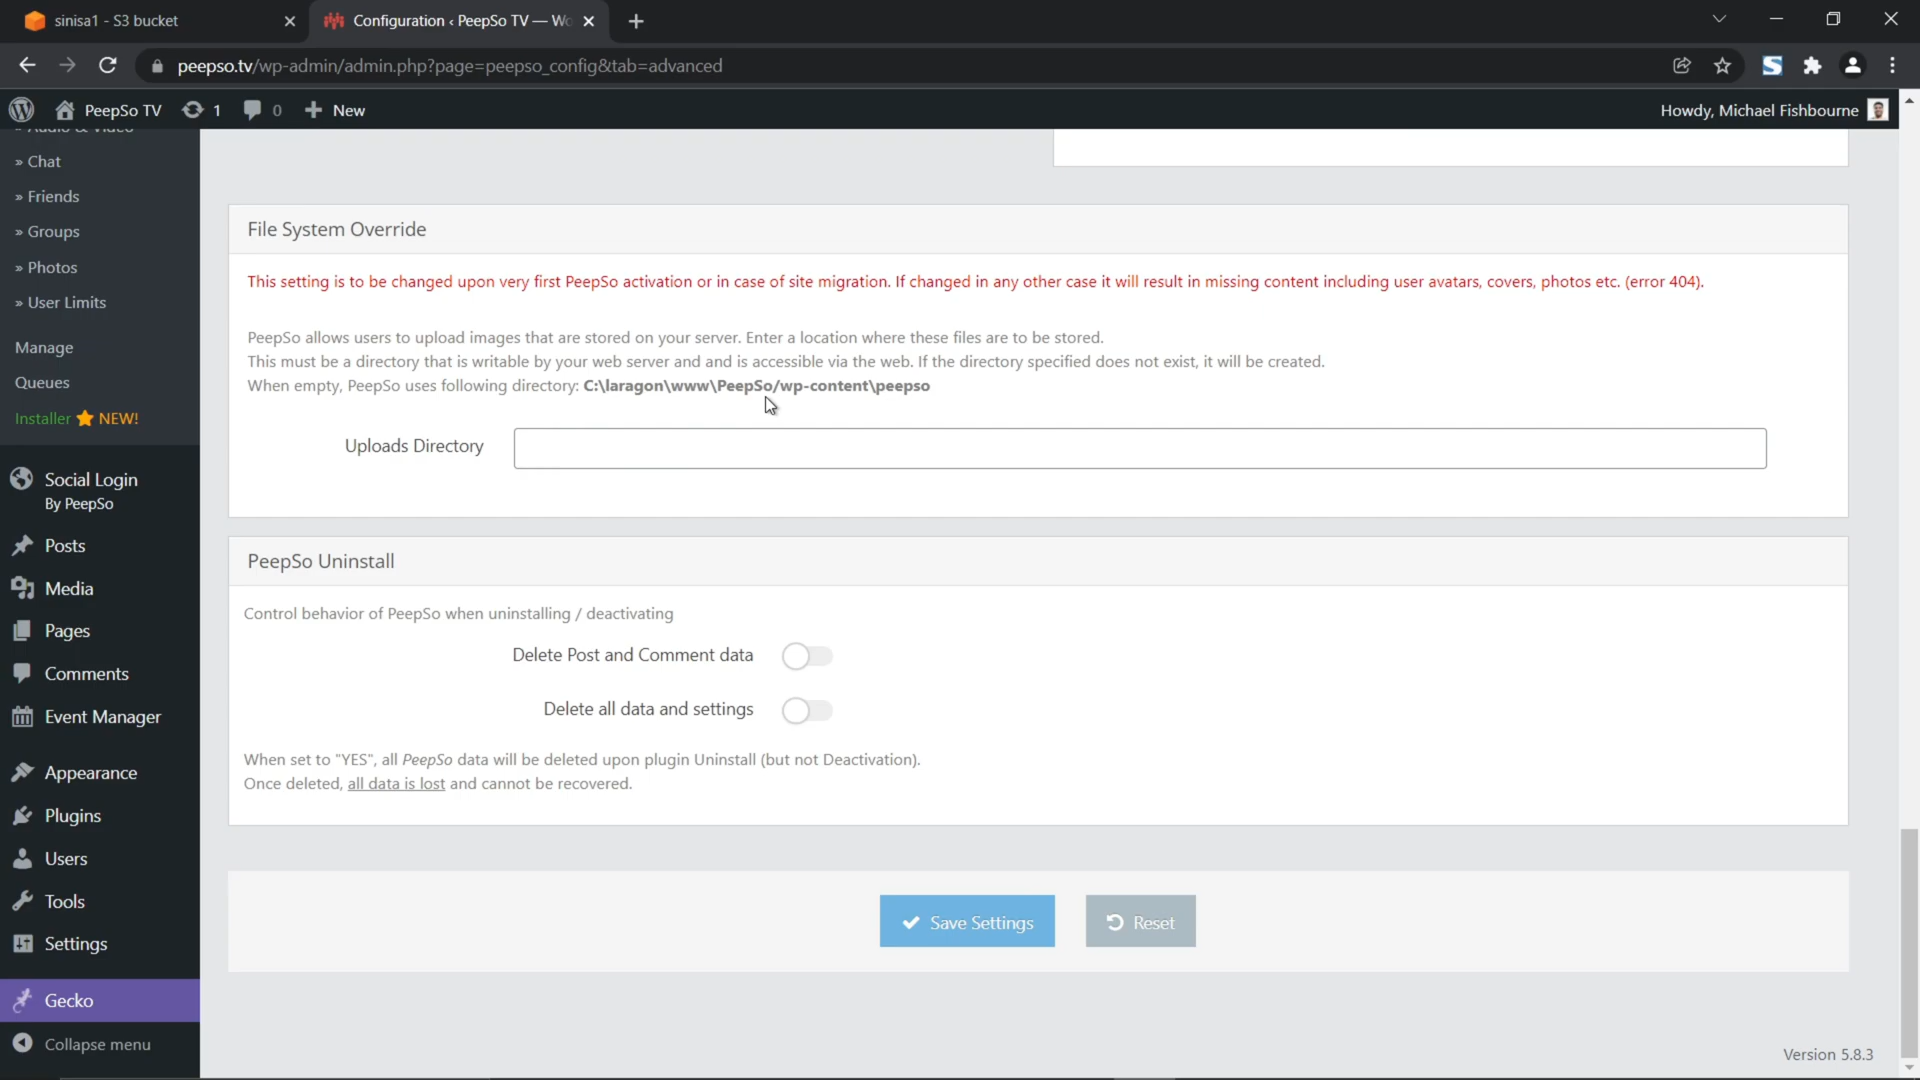 sinisa1 - S3 bucket
Configuration ‹ PeepSo TV — Wo
peepso.tv/wp-admin/admin.php?page=peepso_config&tab=advanced
PeepSo TV
1
0
New
Howdy, Michael Fishbourne
» Audio & Video
» Chat
» Friends
» Groups
» Photos
» User Limits
Manage
Queues
Installer ⭐ NEW!
Social Login
By PeepSo
Posts
Media
Pages
Comments
Event Manager
Appearance
Plugins
Users
Tools
Settings
Gecko
Collapse menu
File System Override
This setting is to be changed upon very first PeepSo activation or in case of site migration. If changed in any other case it will result in missing content including user avatars, covers, photos etc. (error 404).
PeepSo allows users to upload images that are stored on your server. Enter a location where these files are to be stored.
This must be a directory that is writable by your web server and and is accessible via the web. If the directory specified does not exist, it will be created.
When empty, PeepSo uses following directory: C:\laragon\www\PeepSo/wp-content\peepso
Uploads Directory
PeepSo Uninstall
Control behavior of PeepSo when uninstalling / deactivating
Delete Post and Comment data
Delete all data and settings
When set to "YES", all PeepSo data will be deleted upon plugin Uninstall (but not Deactivation).
Once deleted, all data is lost and cannot be recovered.
Save Settings
Reset
Version 5.8.3